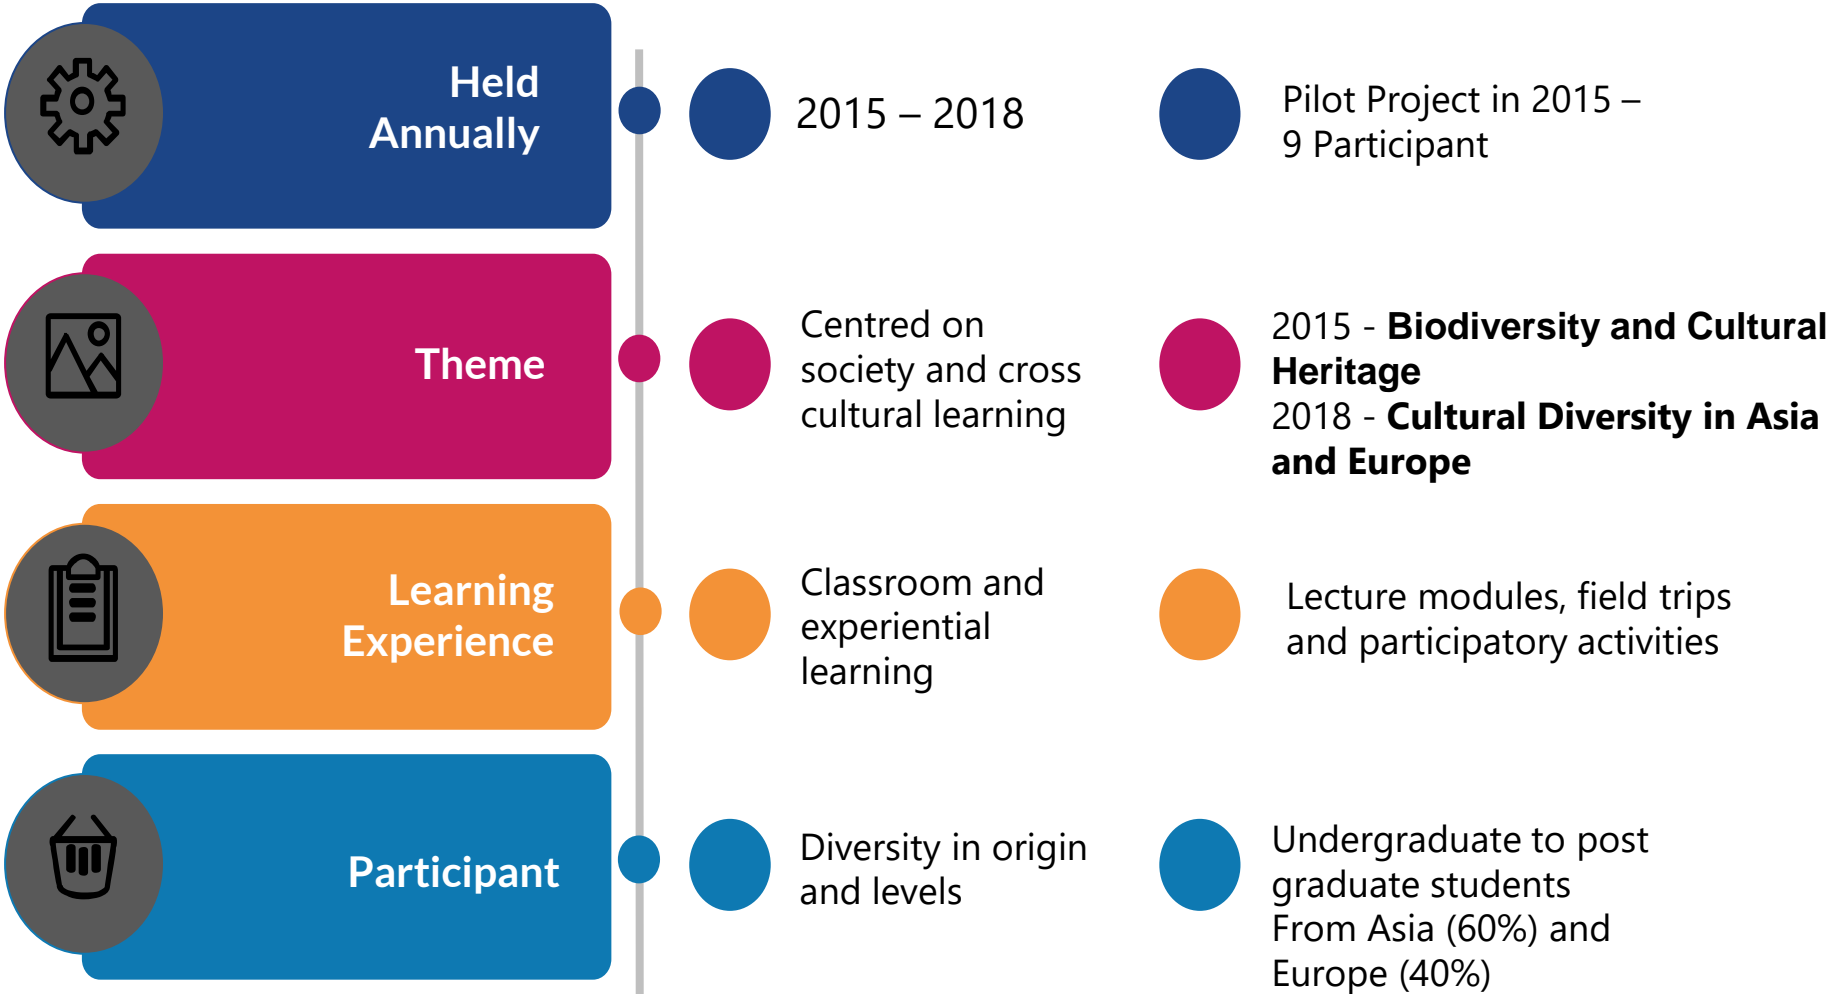 Held
Annually
2015 – 2018
Pilot Project in 2015 –
9 Participant
Theme
Centred on
society and cross
cultural learning
2015 - Biodiversity and Cultural
Heritage
2018 - Cultural Diversity in Asia
and Europe
Learning
Experience
Classroom and
experiential
learning
Lecture modules, field trips
and participatory activities
Participant
Diversity in origin
and levels
Undergraduate to post
graduate students
From Asia (60%) and
Europe (40%)